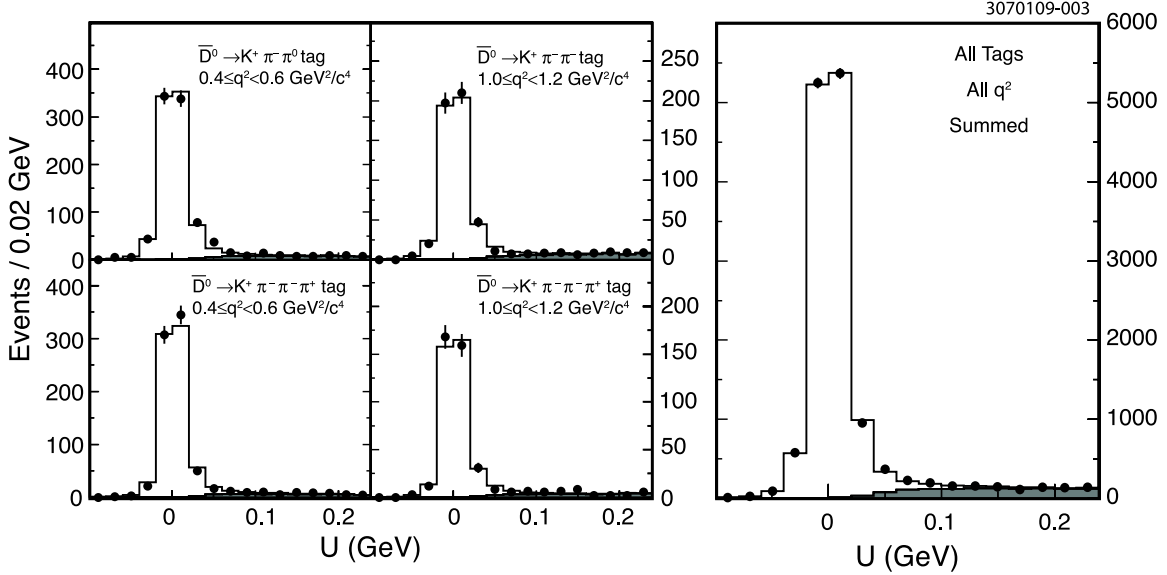 3070109-003
Events / 0.02 GeV
400
300
200
100
0
D̅⁰ →K⁺ π⁻π⁰ tag
0.4≤q²<0.6 GeV²/c⁴
D̅⁰ →K⁺ π⁻π⁻ tag
1.0≤q²<1.2 GeV²/c⁴
250
200
150
100
50
0
400
300
200
100
0
D̅⁰ →K⁺ π⁻π⁻π⁺ tag
0.4≤q²<0.6 GeV²/c⁴
D̅⁰ →K⁺ π⁻π⁻π⁺ tag
1.0≤q²<1.2 GeV²/c⁴
200
150
100
50
0
0 0.1 0.2
0 0.1 0.2
U (GeV)
All Tags
All q²
Summed
6000
5000
4000
3000
2000
1000
0
0 0.1 0.2
U (GeV)